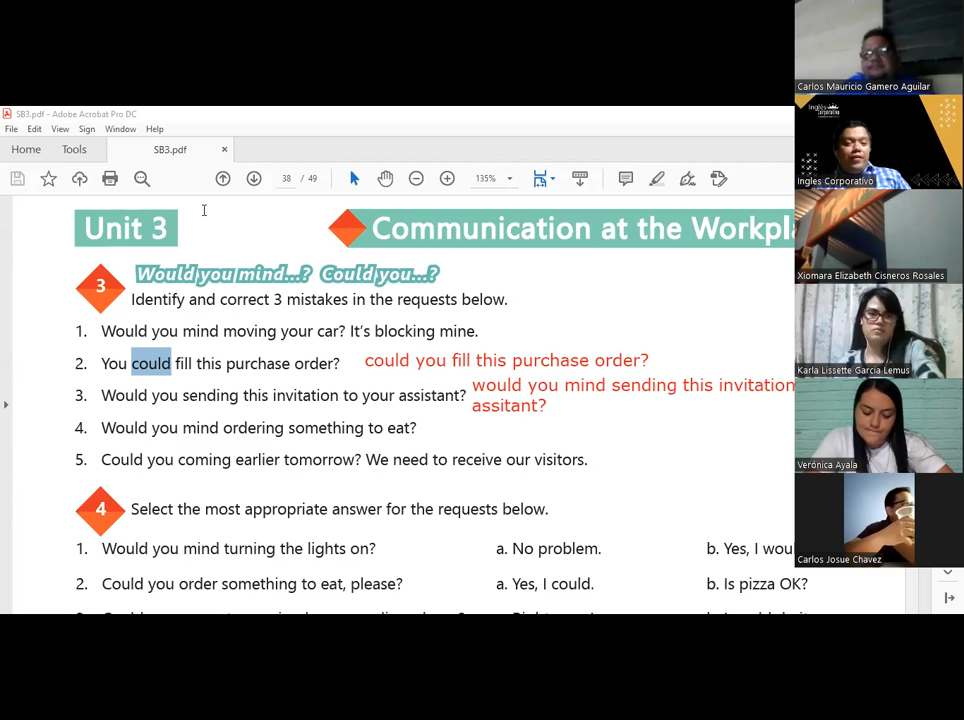 SB3.pdf - Adobe Acrobat Pro DC
File Edit View Sign Window Help
Home Tools SB3.pdf ×
38 / 49 135%
Unit 3 Communication at the Workpla
3 Would you mind...? Could you...?
Identify and correct 3 mistakes in the requests below.
1. Would you mind moving your car? It's blocking mine.
2. You could fill this purchase order? could you fill this purchase order?
3. Would you sending this invitation to your assistant? would you mind sending this invitation
assitant?
4. Would you mind ordering something to eat?
5. Could you coming earlier tomorrow? We need to receive our visitors.
4 Select the most appropriate answer for the requests below.
1. Would you mind turning the lights on? a. No problem. b. Yes, I wou
2. Could you order something to eat, please? a. Yes, I could. b. Is pizza OK?
Carlos Mauricio Gamero Aguilar
Inglés
Corporativo
Ingles Corporativo
Xiomara Elizabeth Cisneros Rosales
Karla Lissette Garcia Lemus
Verónica Ayala
Carlos Josue Chavez